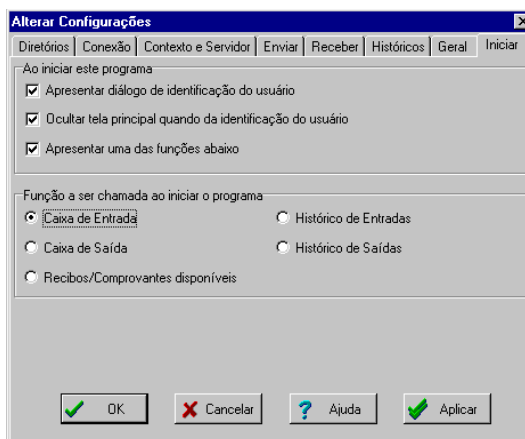 Alterar Configurações
Diretórios Conexão Contexto e Servidor Enviar Receber Históricos Geral Iniciar
Ao iniciar este programa
Apresentar diálogo de identificação do usuário
Ocultar tela principal quando da identificação do usuário
Apresentar uma das funções abaixo
Função a ser chamada ao iniciar o programa
Caixa de Entrada Histórico de Entradas
Caixa de Saída Histórico de Saídas
Recibos/Comprovantes disponíveis
OK Cancelar Ajuda Aplicar